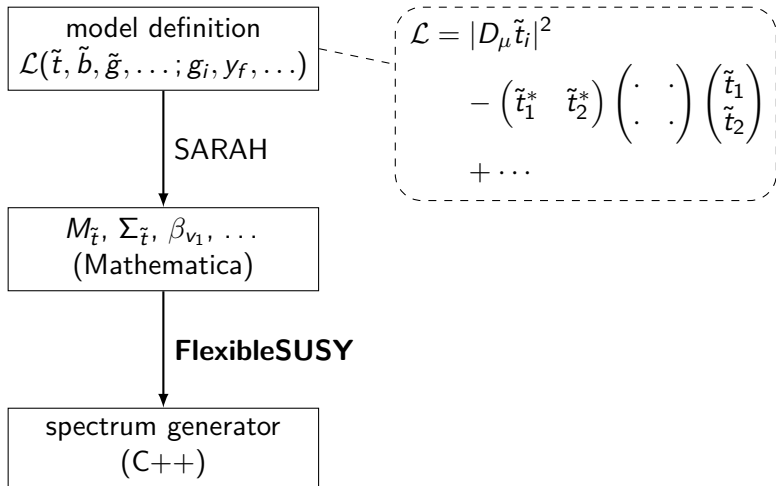 model definition
ℒ(t̃, b̃, g̃, …; gᵢ, y_f, …)
ℒ = |D_μ t̃ᵢ|²
− (t̃₁* t̃₂*) (· · ; · ·) (t̃₁ ; t̃₂)
+ ⋯
SARAH
M_t̃, Σ_t̃, β_v₁, …
(Mathematica)
FlexibleSUSY
spectrum generator
(C++)